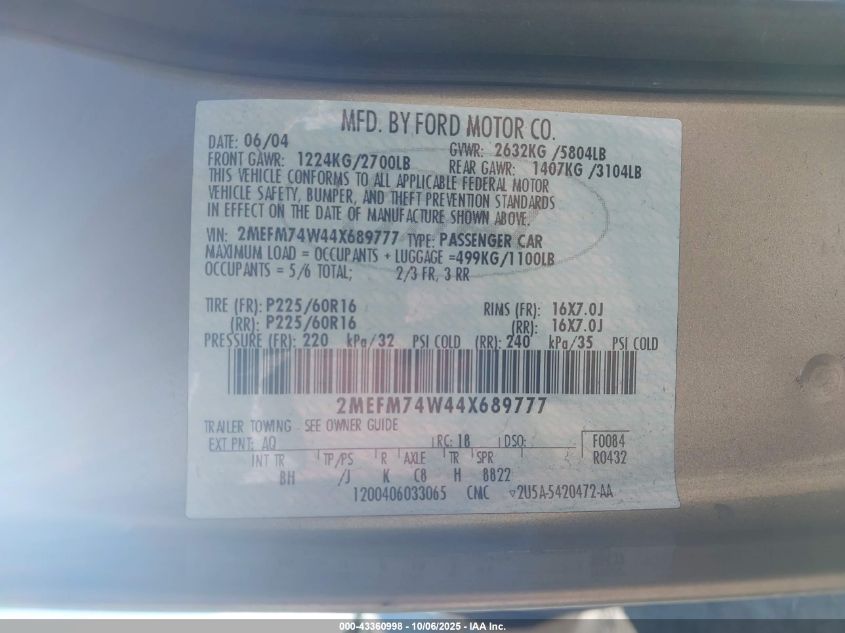 MFD. BY FORD MOTOR CO.
DATE: 06/04 GVWR: 2632KG /5804LB
FRONT GAWR: 1224KG/2700LB REAR GAWR: 1407KG /3104LB
THIS VEHICLE CONFORMS TO ALL APPLICABLE FEDERAL MOTOR
VEHICLE SAFETY, BUMPER, AND THEFT PREVENTION STANDARDS
IN EFFECT ON THE DATE OF MANUFACTURE SHOWN ABOVE.
VIN: 2MEFM74W44X689777 TYPE: PASSENGER CAR
MAXIMUM LOAD = OCCUPANTS + LUGGAGE =499KG/1100LB
OCCUPANTS = 5/6 TOTAL; 2/3 FR, 3 RR
TIRE (FR): P225/60R16 RIMS (FR): 16X7.0J
(RR): P225/60R16 (RR): 16X7.0J
PRESSURE (FR): 220 kPa/32 PSI COLD (RR): 240 kPa/35 PSI COLD
2MEFM74W44X689777
TRAILER TOWING - SEE OWNER GUIDE
EXT PNT: AQ RC: 18 DSO: F0084
INT TR TP/PS R AXLE TR SPR R0432
BH /J K C8 H 8822
1200406033065 CMC ▽2U5A-5420472-AA
000-43360998 - 10/06/2025 - IAA Inc.